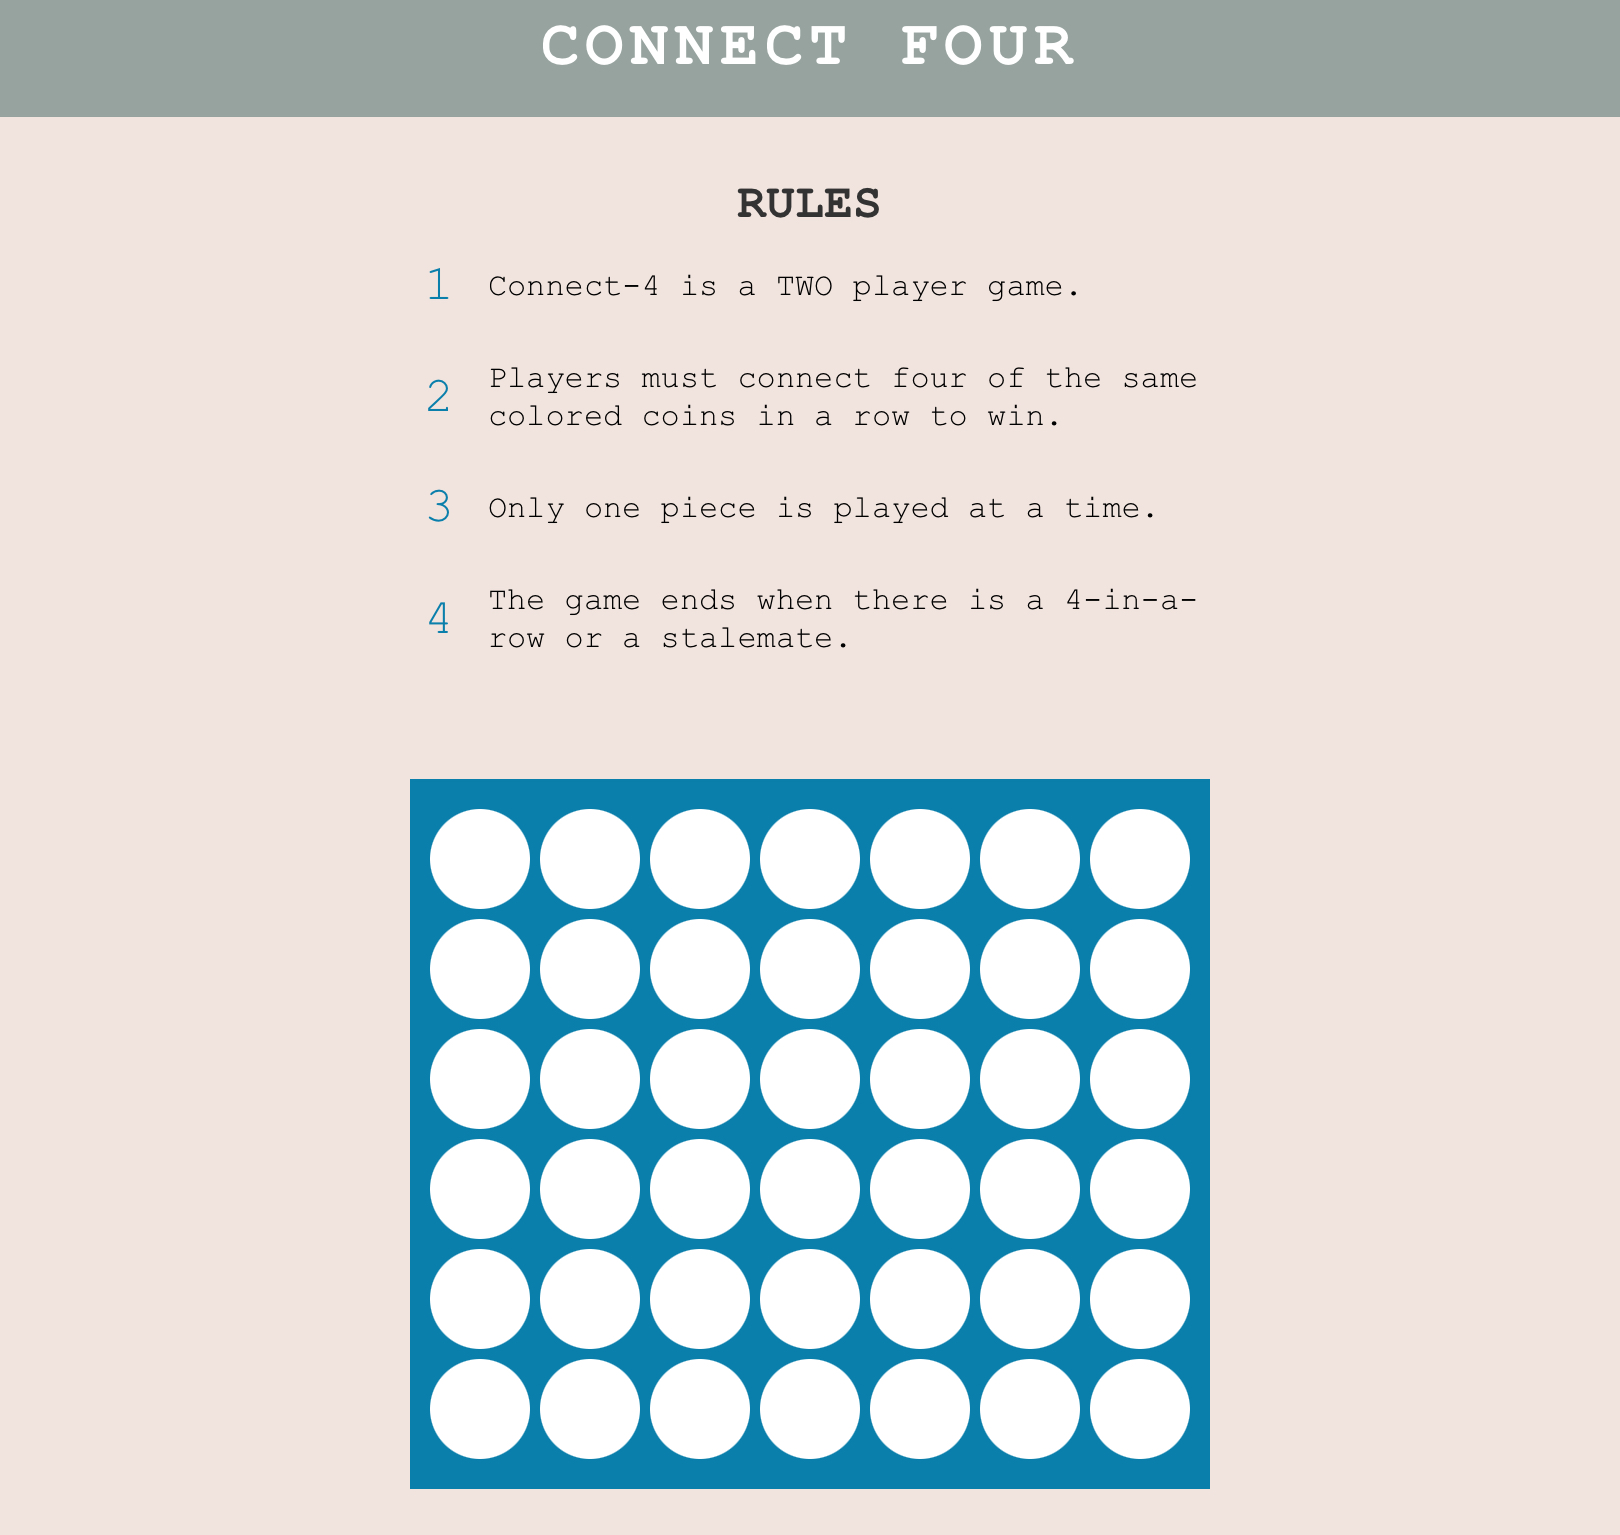 CONNECT FOUR
RULES
1 Connect-4 is a TWO player game.
2 Players must connect four of the same
colored coins in a row to win.
3 Only one piece is played at a time.
4 The game ends when there is a 4-in-a-
row or a stalemate.